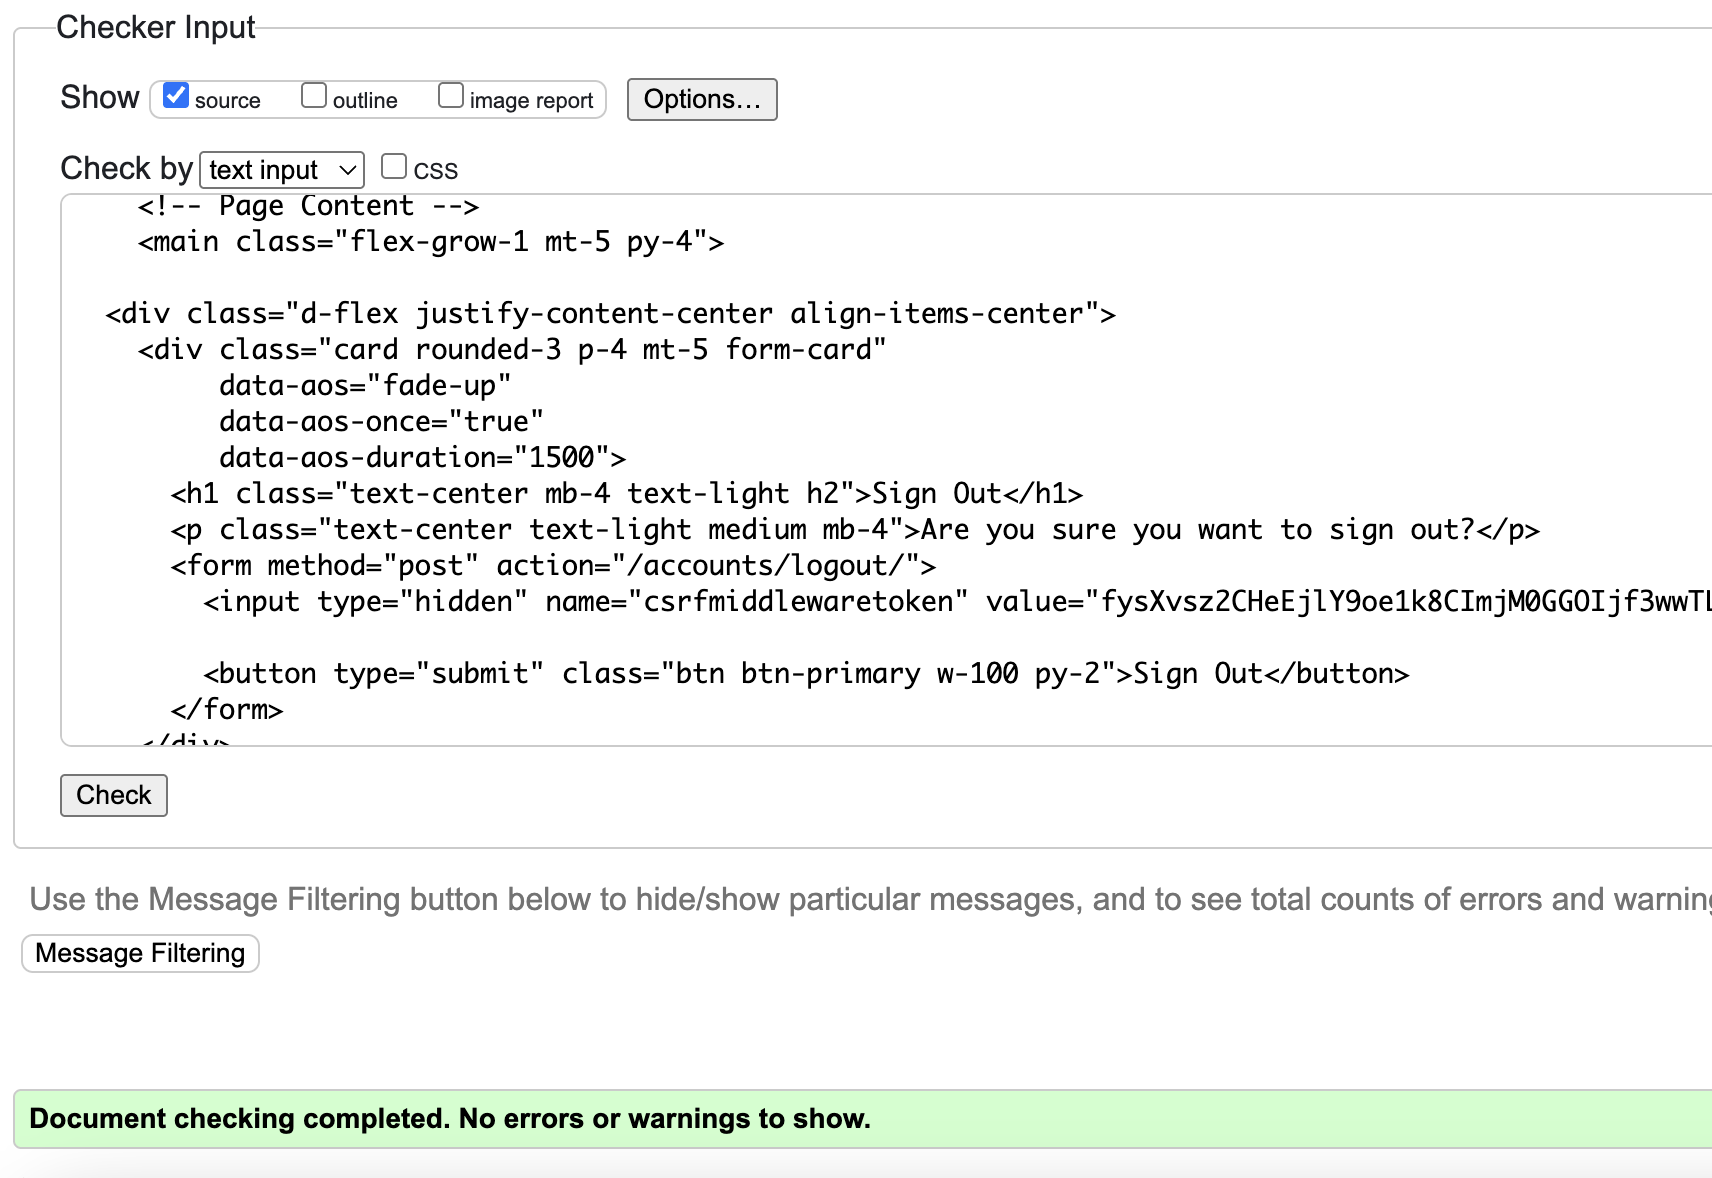 Checker Input
Show source outline image report Options...
Check by text input CSS
<!-- Page Content -->
<main class="flex-grow-1 mt-5 py-4">
<div class="d-flex justify-content-center align-items-center">
<div class="card rounded-3 p-4 mt-5 form-card"
data-aos="fade-up"
data-aos-once="true"
data-aos-duration="1500">
<h1 class="text-center mb-4 text-light h2">Sign Out</h1>
<p class="text-center text-light medium mb-4">Are you sure you want to sign out?</p>
<form method="post" action="/accounts/logout/">
<input type="hidden" name="csrfmiddlewaretoken" value="fysXvsz2CHeEjlY9oe1k8CImjM0GGOIjf3wwTL
<button type="submit" class="btn btn-primary w-100 py-2">Sign Out</button>
</form>
</div>
Check
Use the Message Filtering button below to hide/show particular messages, and to see total counts of errors and warning
Message Filtering
Document checking completed. No errors or warnings to show.